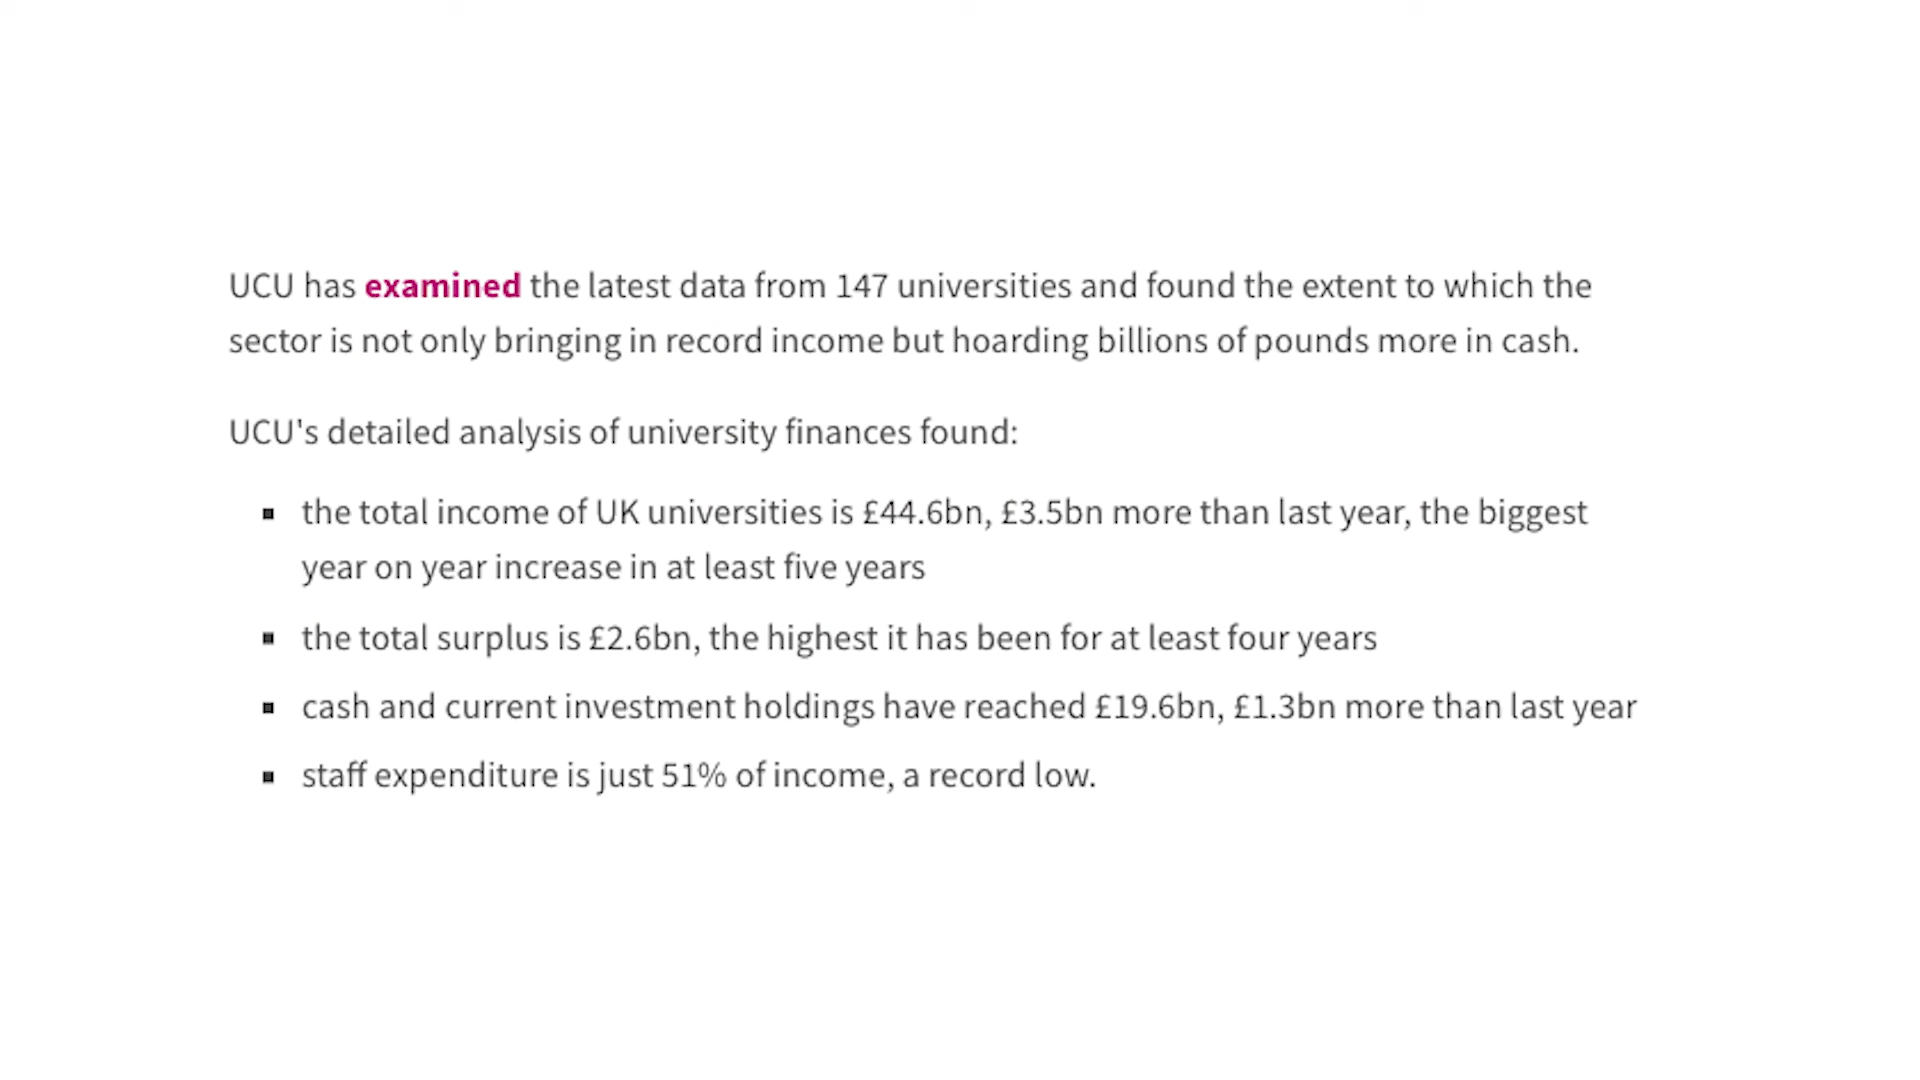 UCU has examined the latest data from 147 universities and found the extent to which the
sector is not only bringing in record income but hoarding billions of pounds more in cash.
UCU's detailed analysis of university finances found:
▪ the total income of UK universities is £44.6bn, £3.5bn more than last year, the biggest
year on year increase in at least five years
▪ the total surplus is £2.6bn, the highest it has been for at least four years
▪ cash and current investment holdings have reached £19.6bn, £1.3bn more than last year
▪ staff expenditure is just 51% of income, a record low.